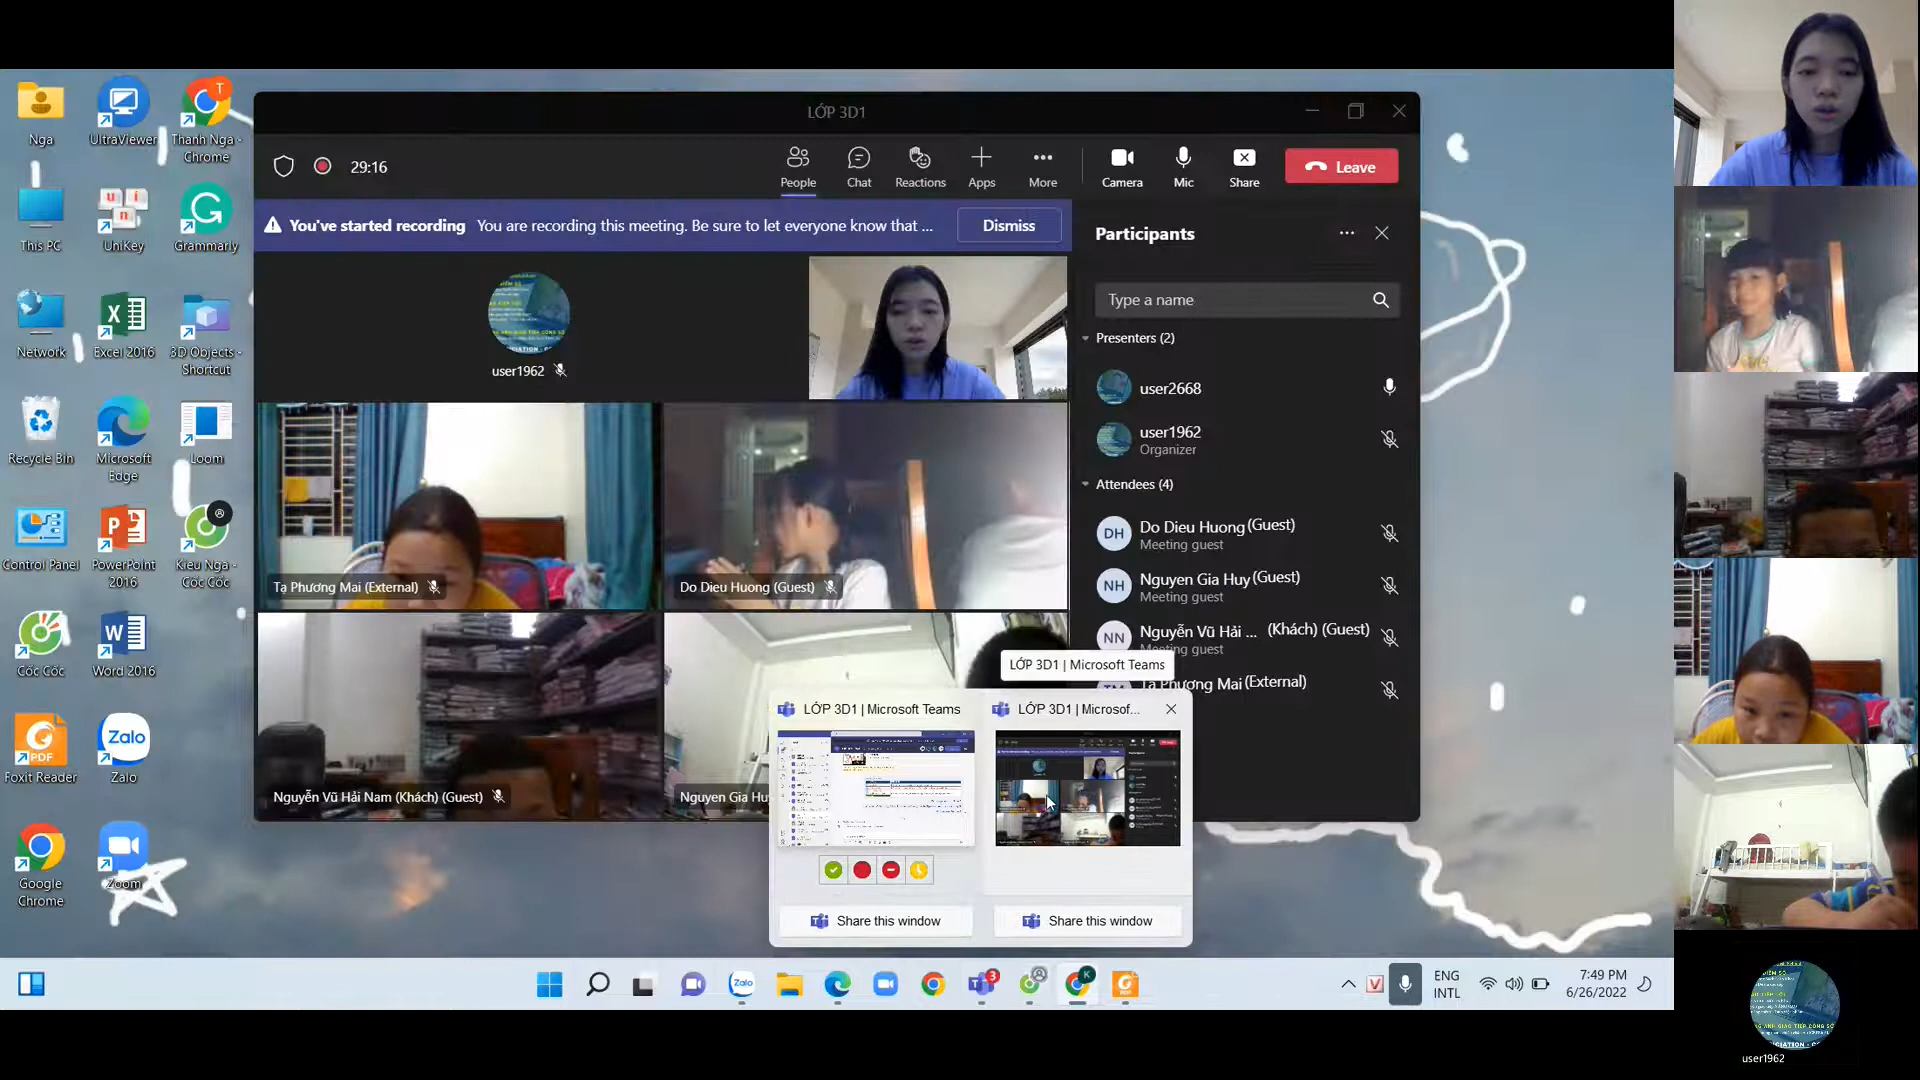 Nga
UltraViewer
Thanh Nga -
Chrome
This PC
UniKey
Grammarly
Network
Excel 2016
3D Objects -
Shortcut
Recycle Bin
Microsoft
Edge
Loom
Control Panel
PowerPoint
2016
Kieu Nga -
Cốc Cốc
Cốc Cốc
Word 2016
Foxit Reader
Zalo
Google
Chrome
Zoom
LỚP 3D1
29:16
People
Chat
Reactions
Apps
More
Camera
Mic
Share
Leave
You've started recording You are recording this meeting. Be sure to let everyone know that ...
Dismiss
user1962
Tạ Phương Mai (External)
Do Dieu Huong (Guest)
Nguyễn Vũ Hải Nam (Khách) (Guest)
Nguyen Gia Hu
Participants
Type a name
Presenters (2)
user2668
user1962
Organizer
Attendees (4)
DH
Do Dieu Huong (Guest)
Meeting guest
NH
Nguyen Gia Huy (Guest)
Meeting guest
NN
Nguyễn Vũ Hải ... (Khách) (Guest)
Meeting guest
Tạ Phương Mai (External)
LỚP 3D1 | Microsoft Teams
LỚP 3D1 | Microsoft Teams
LỚP 3D1 | Microsof...
Share this window
Share this window
Zalo
3
K
ENG
INTL
7:49 PM
6/26/2022
user1962